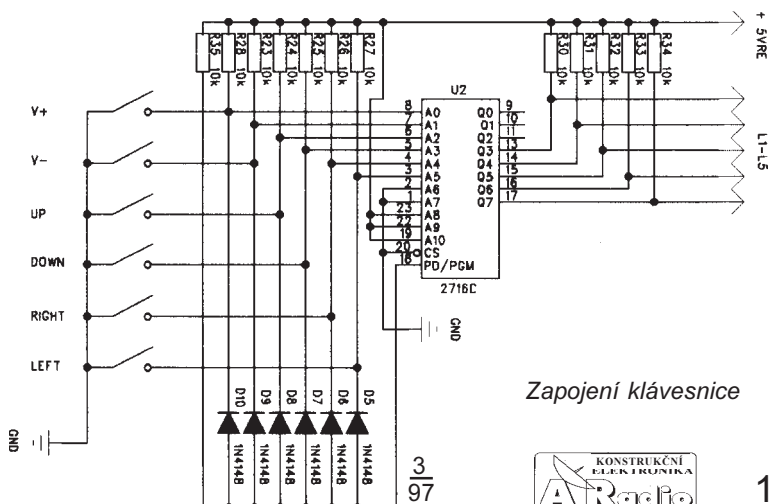 + 5VRE
R35 10k
R28 10k
R23 10k
R24 10k
R25 10k
R26 10k
R27 10k
R30 10k
R31 10k
R32 10k
R33 10k
R34 10k
U2
V+
V-
UP
DOWN
RIGHT
LEFT
GND
8 A0 Q0 9
7 A1 Q1 10
6 A2 Q2 11
5 A3 Q3 13
4 A4 Q4 14
3 A5 Q5 15
2 A6 Q6 16
1 A7 Q7 17
23 A8
22 A9
19 A10
20 CS
18 PD/PGM
2716C
L1-L5
GND
D10 1N4148
D9 1N4148
D8 1N4148
D7 1N4148
D6 1N4148
D5 1N4148
Zapojení klávesnice
3
97
KONSTRUKČNÍ
ELEKTRONIKA
A Radio
1